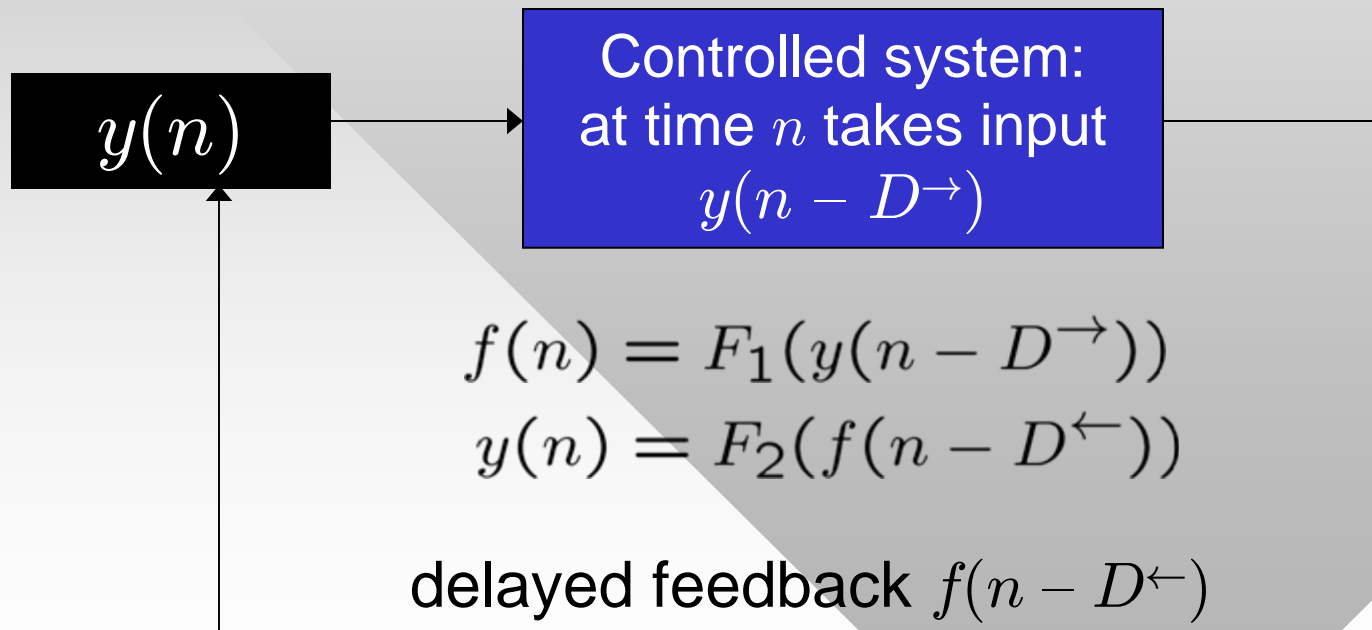 y(n)
Controlled system:
at time n takes input
y(n − D→)
f(n) = F₁(y(n − D→))
y(n) = F₂(f(n − D←))
delayed feedback f(n − D←)